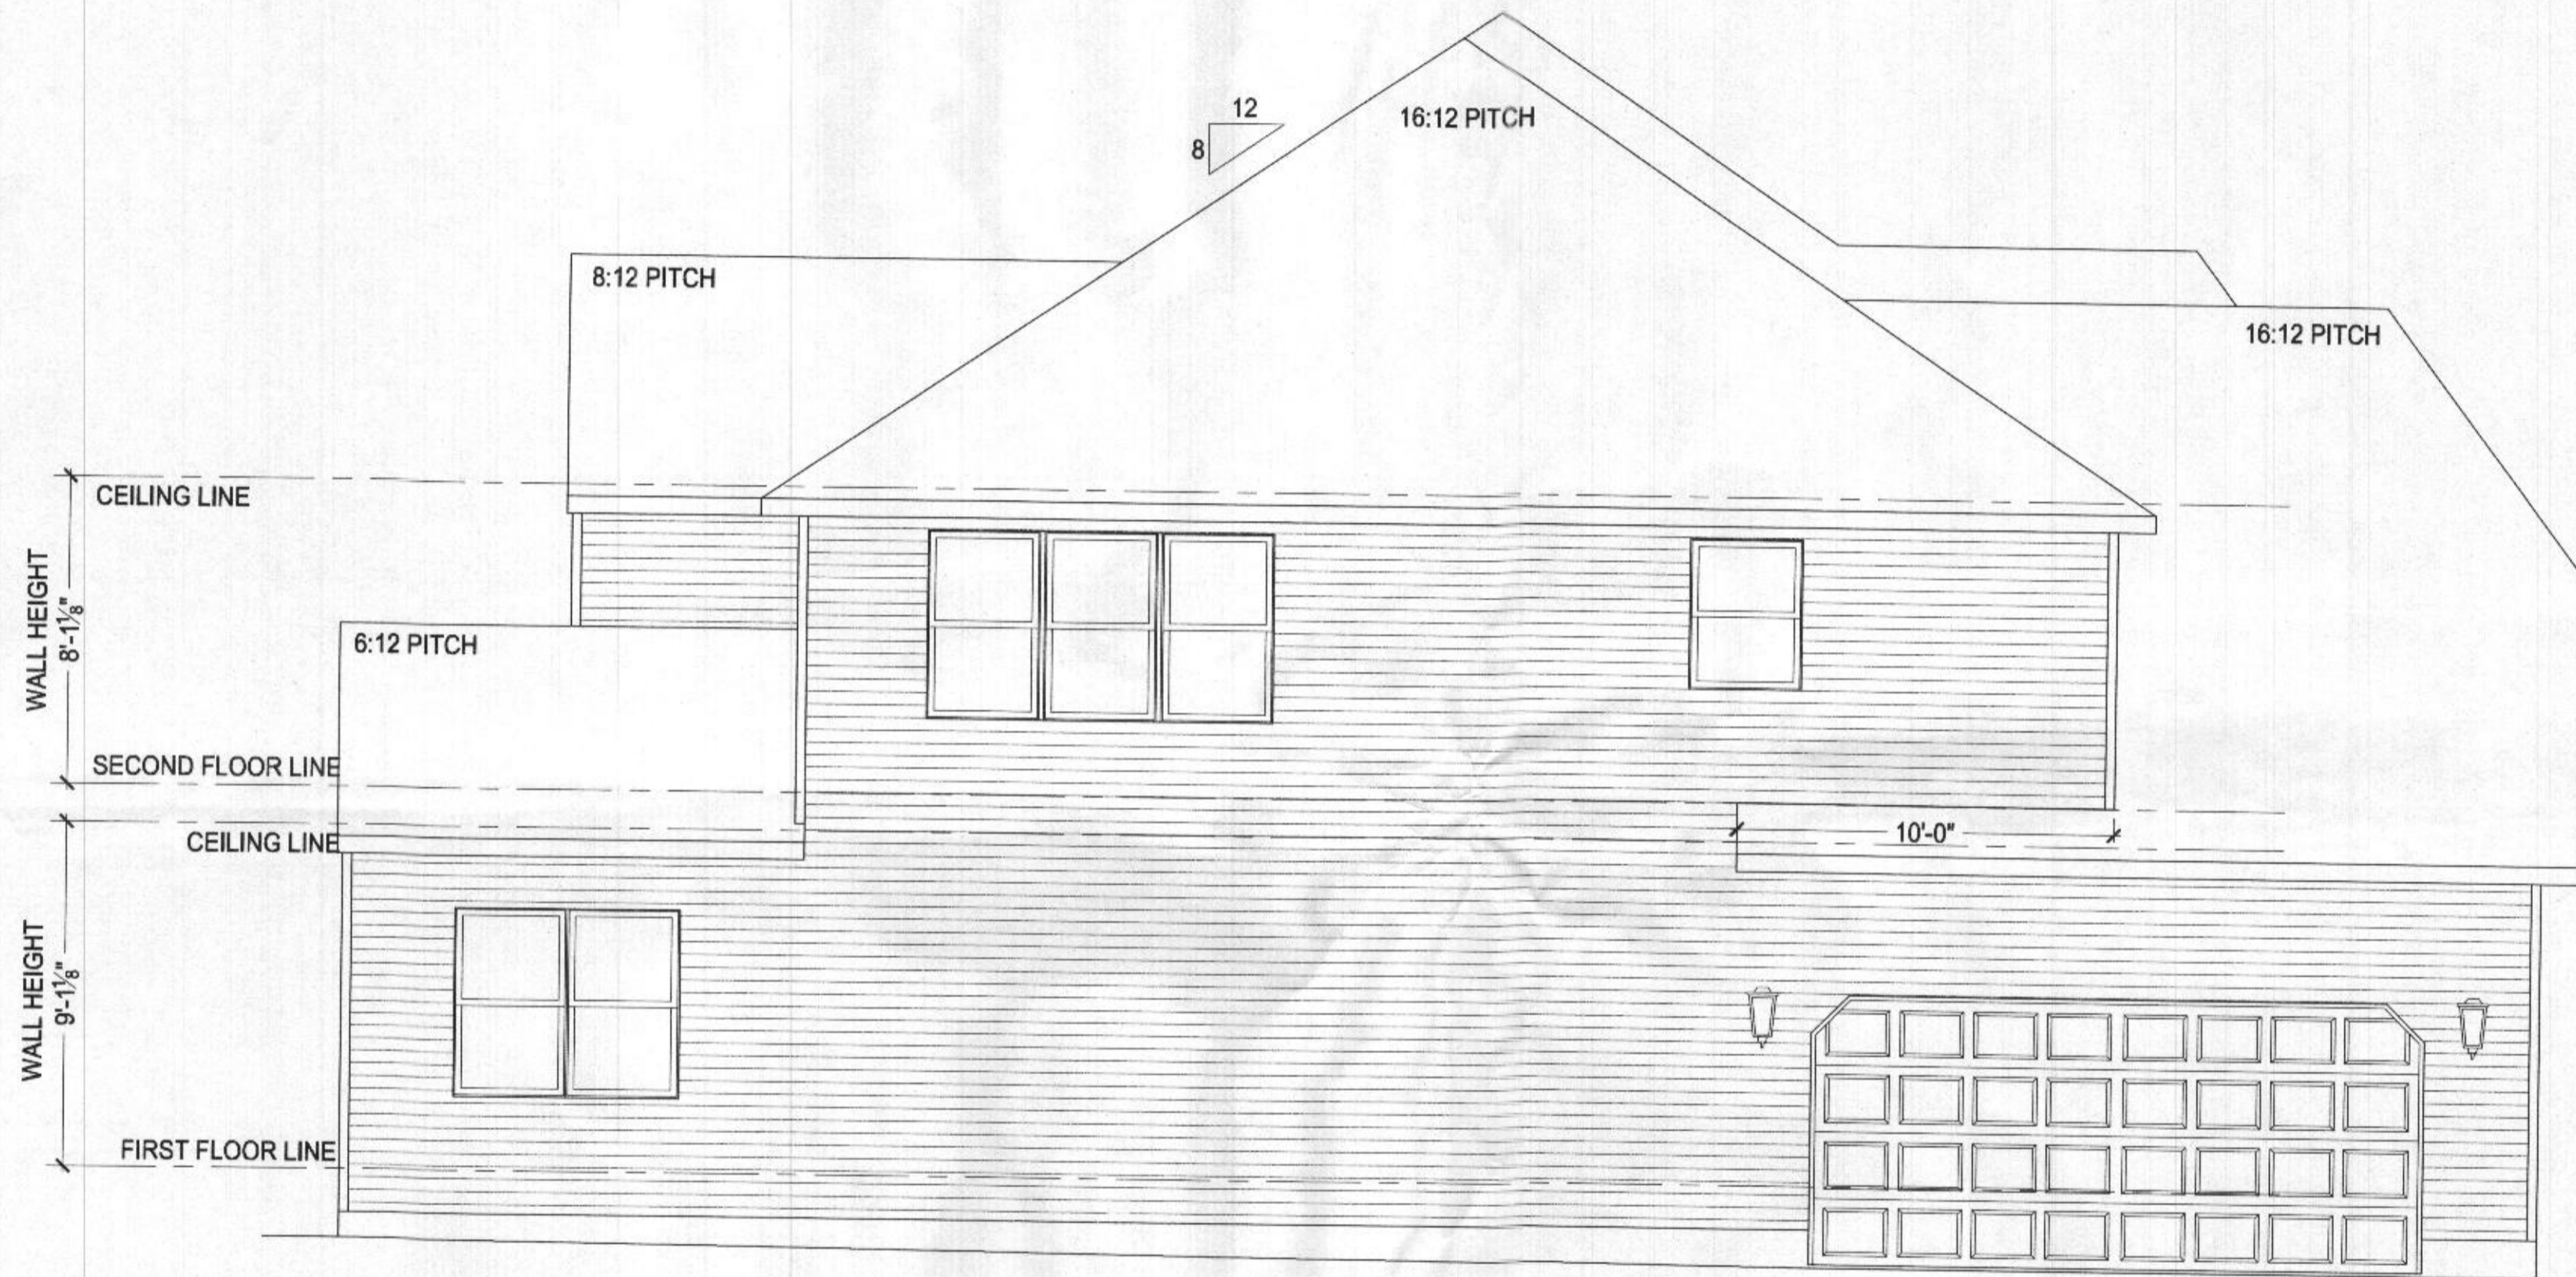 12
8
16:12 PITCH
8:12 PITCH
16:12 PITCH
CEILING LINE
WALL HEIGHT
8'-1⅛"
6:12 PITCH
SECOND FLOOR LINE
CEILING LINE
10'-0"
WALL HEIGHT
9'-1⅛"
FIRST FLOOR LINE